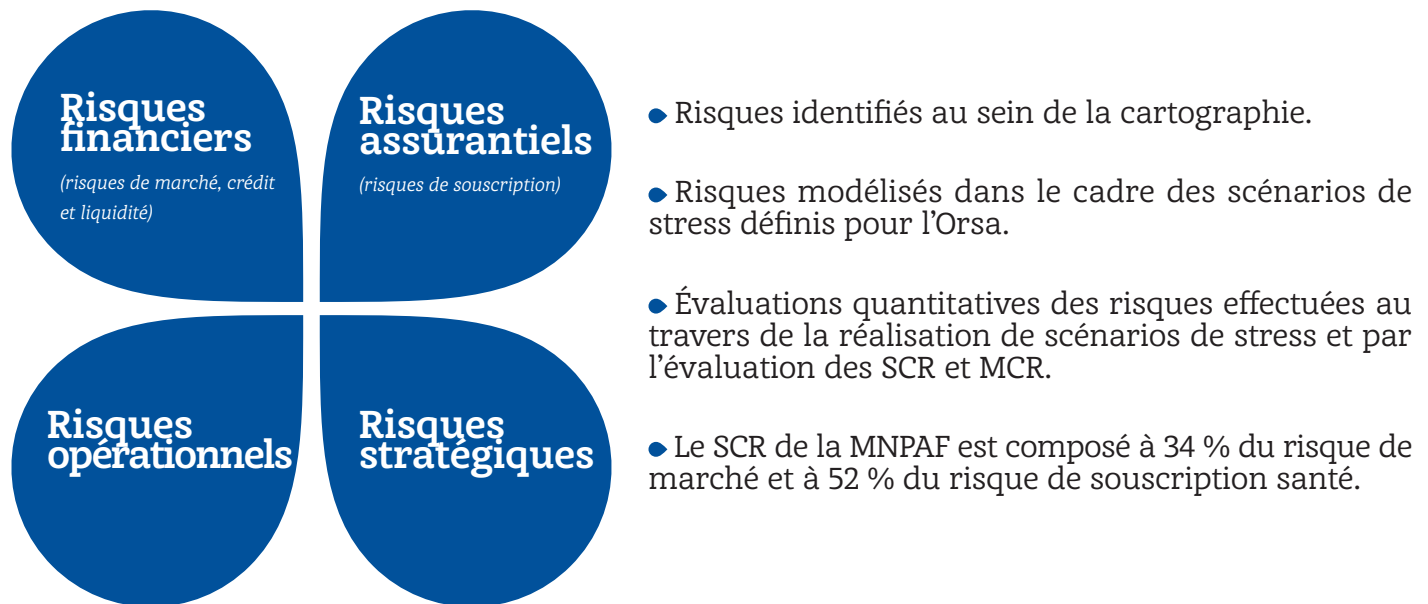 Risques
financiers
(risques de marché, crédit
et liquidité)
Risques
assurantiels
(risques de souscription)
Risques
opérationnels
Risques
stratégiques
Risques identifiés au sein de la cartographie.
Risques modélisés dans le cadre des scénarios de
stress définis pour l’Orsa.
Évaluations quantitatives des risques effectuées au
travers de la réalisation de scénarios de stress et par
l’évaluation des SCR et MCR.
Le SCR de la MNPAF est composé à 34 % du risque de
marché et à 52 % du risque de souscription santé.